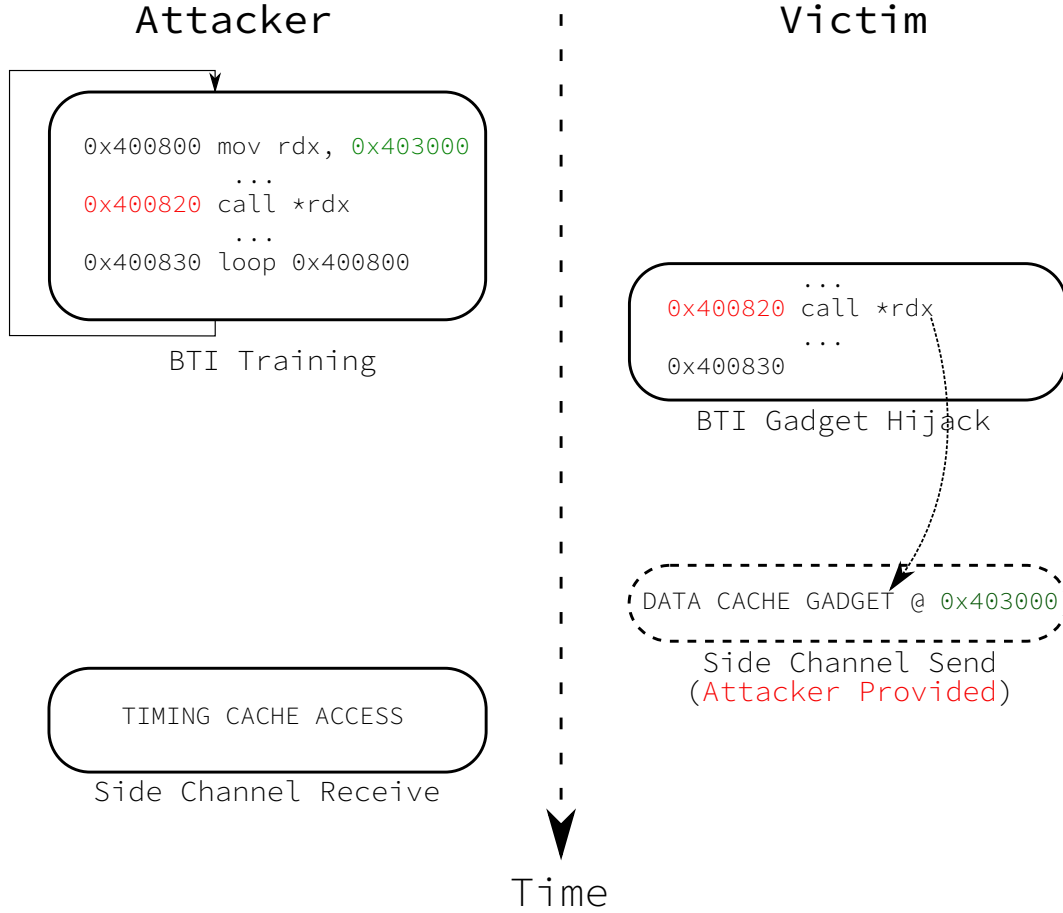 Attacker
0x400800 mov rdx, 0x403000
...
0x400820 call *rdx
...
0x400830 loop 0x400800
BTI Training
TIMING CACHE ACCESS
Side Channel Receive
Victim
...
0x400820 call *rdx
...
0x400830
BTI Gadget Hijack
DATA CACHE GADGET @ 0x403000
Side Channel Send
(Attacker Provided)
Time